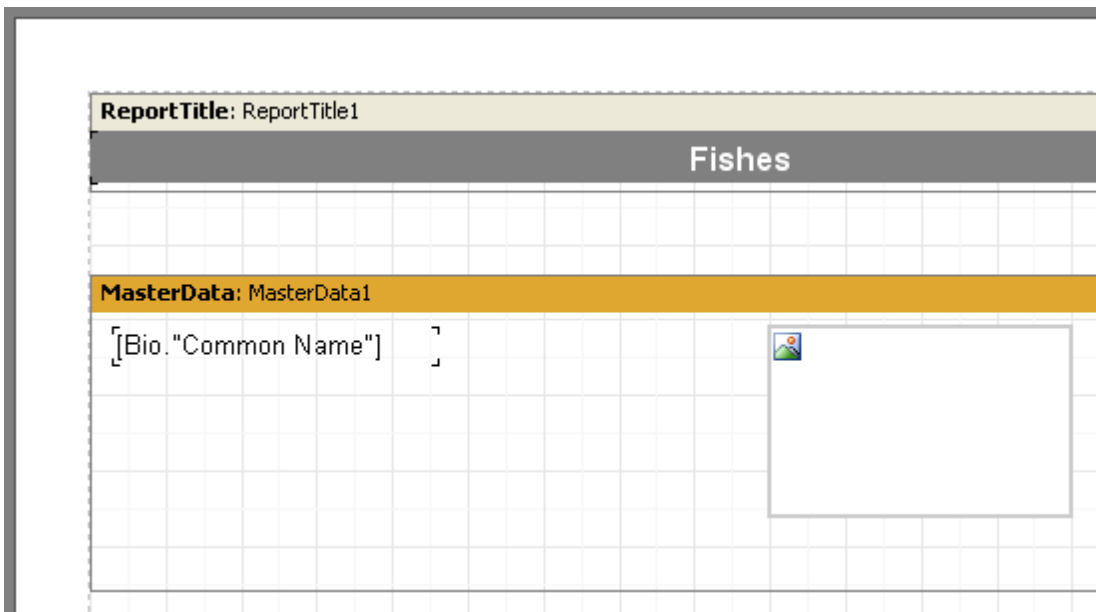 ReportTitle: ReportTitle1
Fishes
MasterData: MasterData1
[Bio."Common Name"]